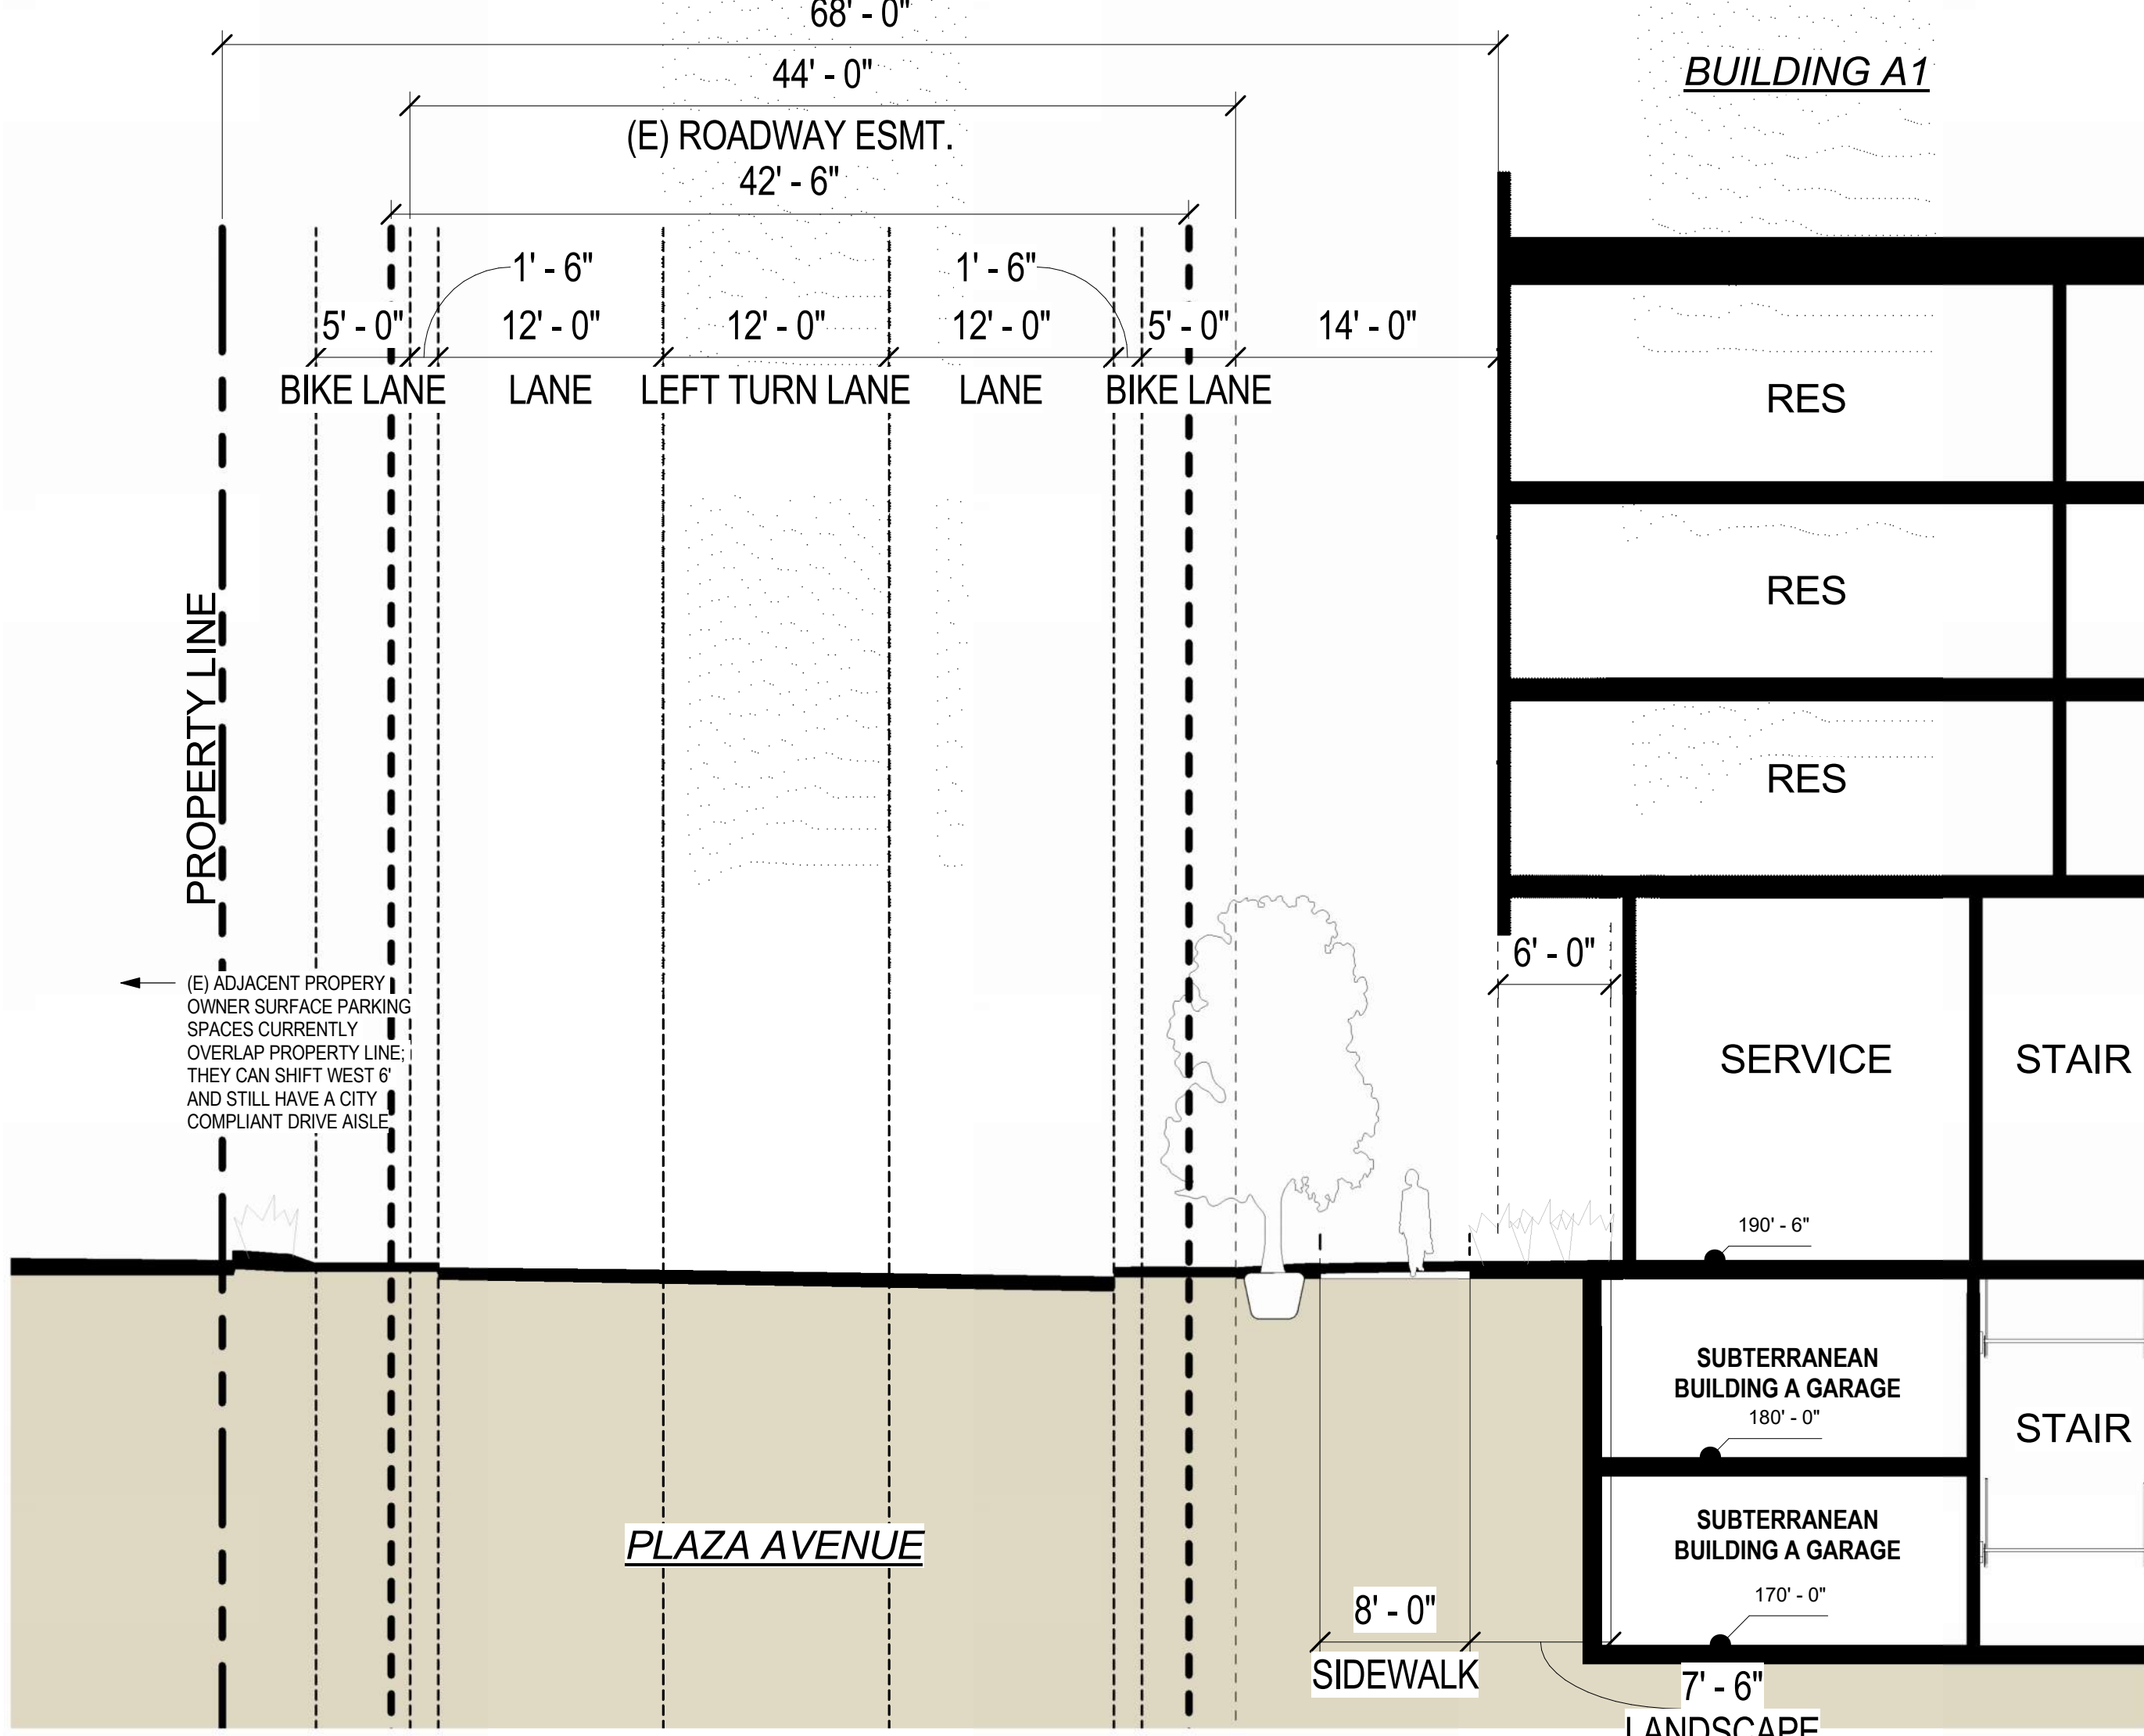 68' - 0"
44' - 0"
BUILDING A1
(E) ROADWAY ESMT.
42' - 6"
1' - 6"
1' - 6"
5' - 0"
12' - 0"
12' - 0"
12' - 0"
5' - 0"
14' - 0"
BIKE LANE
LANE
LEFT TURN LANE
LANE
BIKE LANE
RES
RES
RES
PROPERTY LINE
6' - 0"
(E) ADJACENT PROPERY
OWNER SURFACE PARKING
SPACES CURRENTLY
OVERLAP PROPERTY LINE;
THEY CAN SHIFT WEST 6'
AND STILL HAVE A CITY
COMPLIANT DRIVE AISLE
SERVICE
STAIR
190' - 6"
SUBTERRANEAN
BUILDING A GARAGE
180' - 0"
STAIR
SUBTERRANEAN
BUILDING A GARAGE
170' - 0"
PLAZA AVENUE
8' - 0"
SIDEWALK
7' - 6"
LANDSCAPE